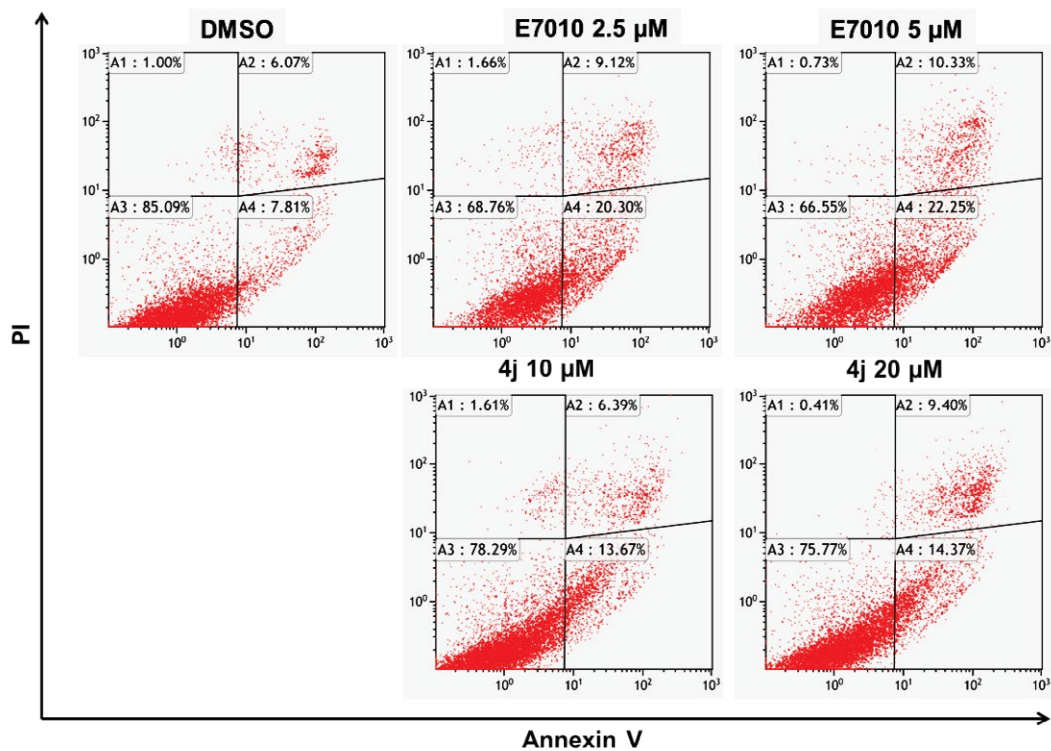 DMSO
E7010 2.5 µM
E7010 5 µM
10³
A1 : 1.00%
A2 : 6.07%
10²
10¹
A3 : 85.09%
A4 : 7.81%
10⁰
10⁰ 10¹ 10² 10³
10³
A1 : 1.66%
A2 : 9.12%
10²
10¹
A3 : 68.76%
A4 : 20.30%
10⁰
10⁰ 10¹ 10² 10³
10³
A1 : 0.73%
A2 : 10.33%
10²
10¹
A3 : 66.55%
A4 : 22.25%
10⁰
10⁰ 10¹ 10² 10³
4j 10 µM
4j 20 µM
10³
A1 : 1.61%
A2 : 6.39%
10²
10¹
A3 : 78.29%
A4 : 13.67%
10⁰
10⁰ 10¹ 10² 10³
10³
A1 : 0.41%
A2 : 9.40%
10²
10¹
A3 : 75.77%
A4 : 14.37%
10⁰
10⁰ 10¹ 10² 10³
PI
Annexin V